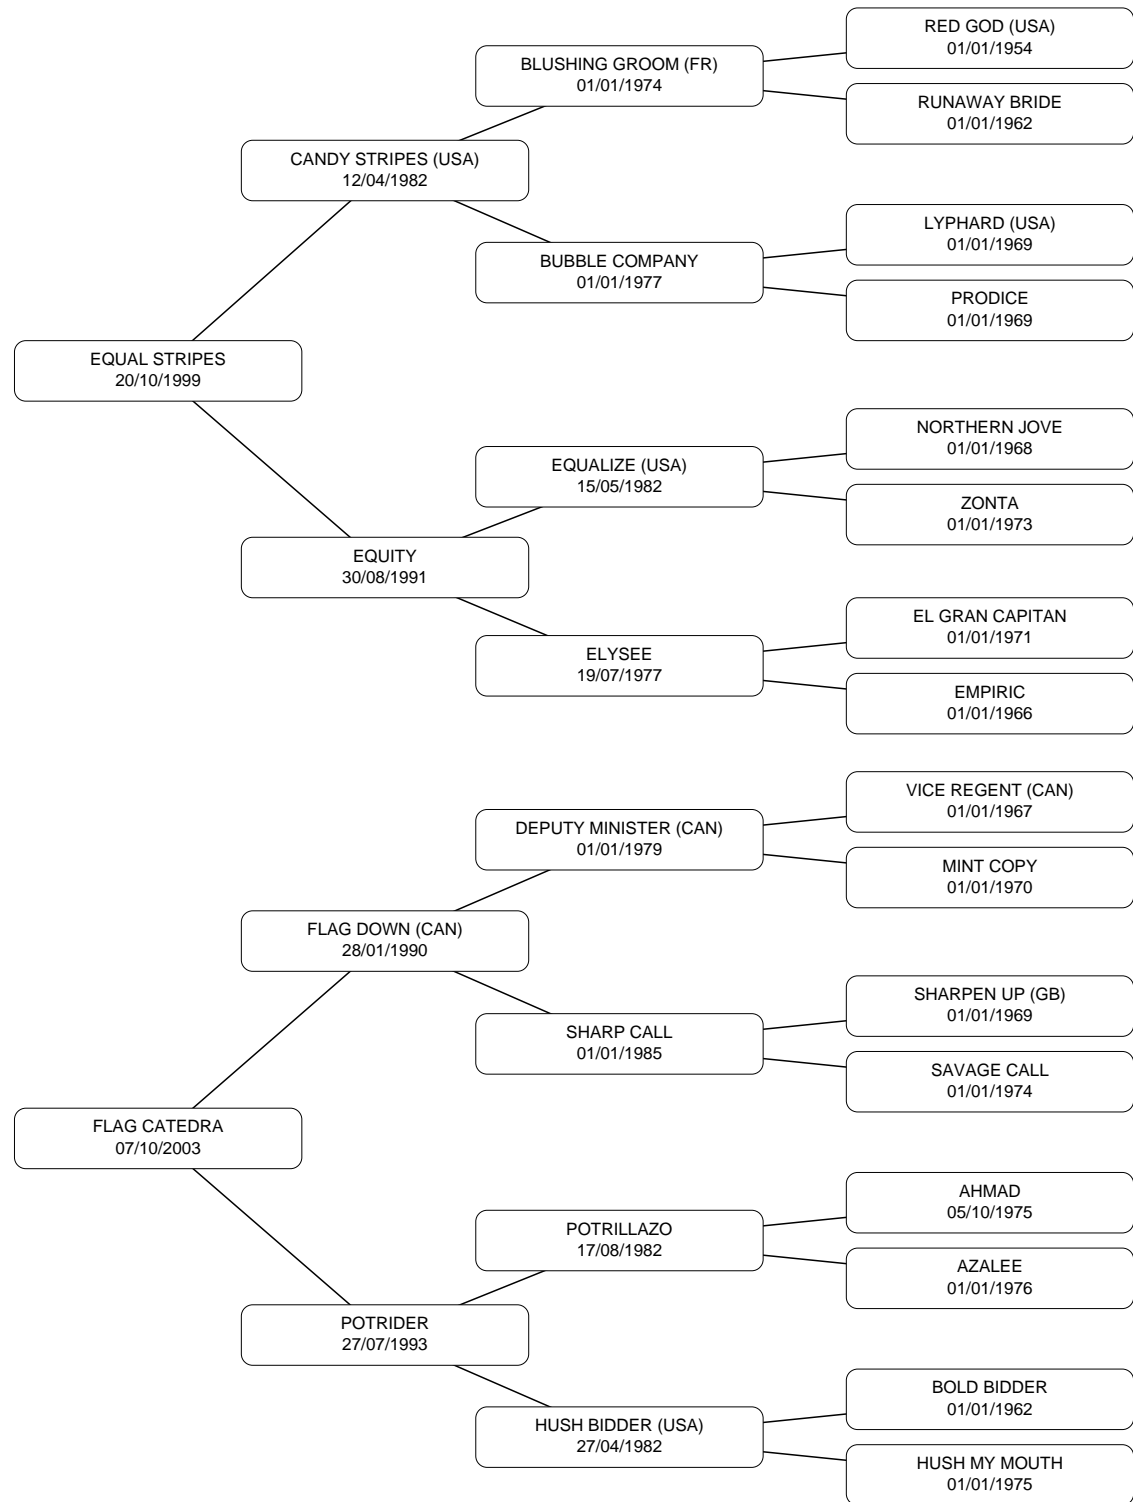 RED GOD (USA)
01/01/1954
BLUSHING GROOM (FR)
01/01/1974
RUNAWAY BRIDE
01/01/1962
CANDY STRIPES (USA)
12/04/1982
LYPHARD (USA)
01/01/1969
BUBBLE COMPANY
01/01/1977
PRODICE
01/01/1969
EQUAL STRIPES
20/10/1999
NORTHERN JOVE
01/01/1968
EQUALIZE (USA)
15/05/1982
ZONTA
01/01/1973
EQUITY
30/08/1991
EL GRAN CAPITAN
01/01/1971
ELYSEE
19/07/1977
EMPIRIC
01/01/1966
VICE REGENT (CAN)
01/01/1967
DEPUTY MINISTER (CAN)
01/01/1979
MINT COPY
01/01/1970
FLAG DOWN (CAN)
28/01/1990
SHARPEN UP (GB)
01/01/1969
SHARP CALL
01/01/1985
SAVAGE CALL
01/01/1974
FLAG CATEDRA
07/10/2003
AHMAD
05/10/1975
POTRILLAZO
17/08/1982
AZALEE
01/01/1976
POTRIDER
27/07/1993
BOLD BIDDER
01/01/1962
HUSH BIDDER (USA)
27/04/1982
HUSH MY MOUTH
01/01/1975